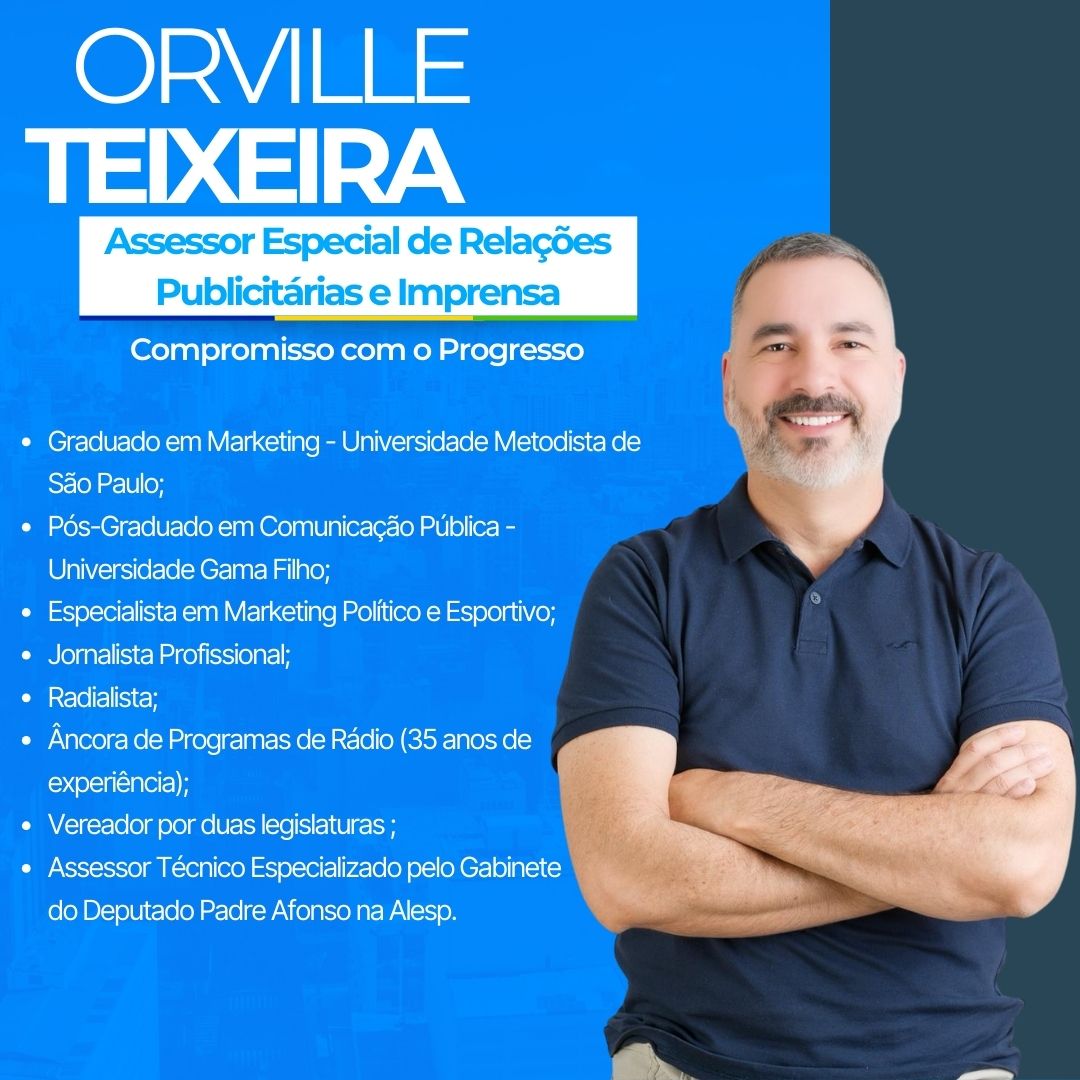 ORVILLE
TEIXEIRA
Assessor Especial de Relações
Publicitárias e Imprensa
Compromisso com o Progresso
• Graduado em Marketing - Universidade Metodista de
São Paulo;
• Pós-Graduado em Comunicação Pública -
Universidade Gama Filho;
• Especialista em Marketing Político e Esportivo;
• Jornalista Profissional;
• Radialista;
• Âncora de Programas de Rádio (35 anos de
experiência);
• Vereador por duas legislaturas ;
• Assessor Técnico Especializado pelo Gabinete
do Deputado Padre Afonso na Alesp.